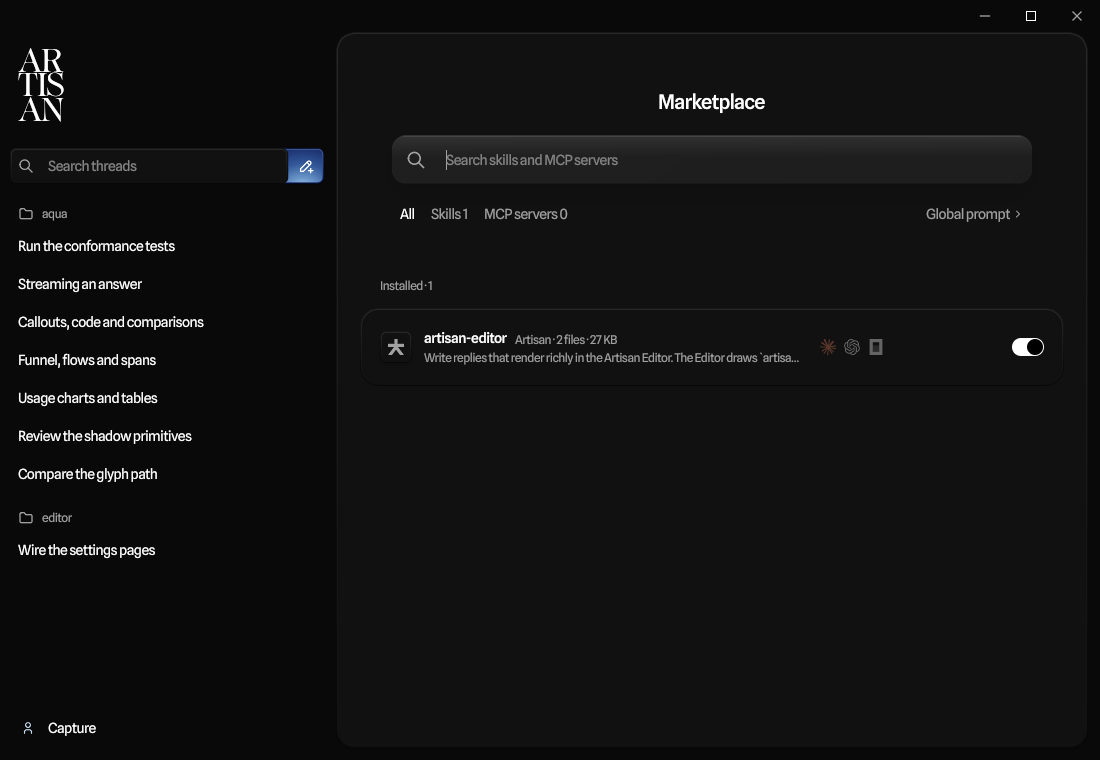 AR
TIS
AN
Search threads
aqua
Run the conformance tests
Streaming an answer
Callouts, code and comparisons
Funnel, flows and spans
Usage charts and tables
Review the shadow primitives
Compare the glyph path
editor
Wire the settings pages
Capture
Marketplace
Search skills and MCP servers
All Skills 1 MCP servers 0 Global prompt
Installed · 1
artisan-editor Artisan · 2 files · 27 KB
Write replies that render richly in the Artisan Editor. The Editor draws `artisa...